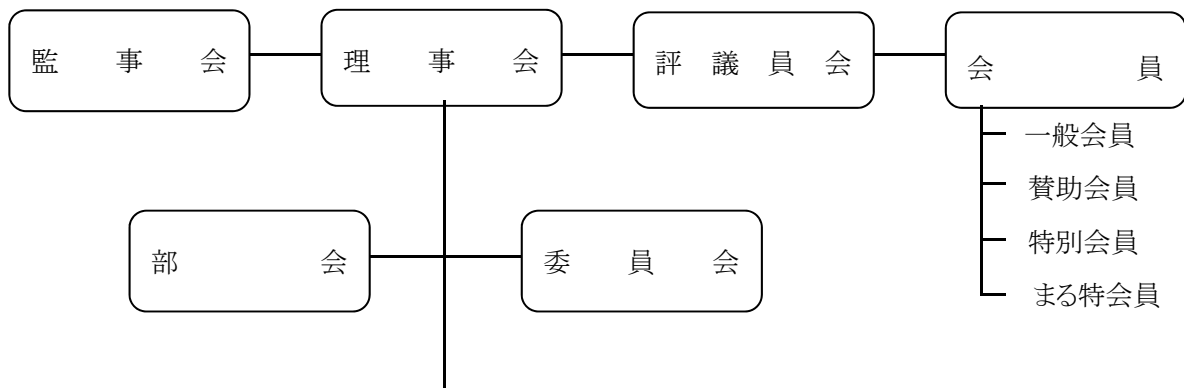 監事会
理事会
評議員会
会員
一般会員
賛助会員
特別会員
まる特会員
部会
委員会